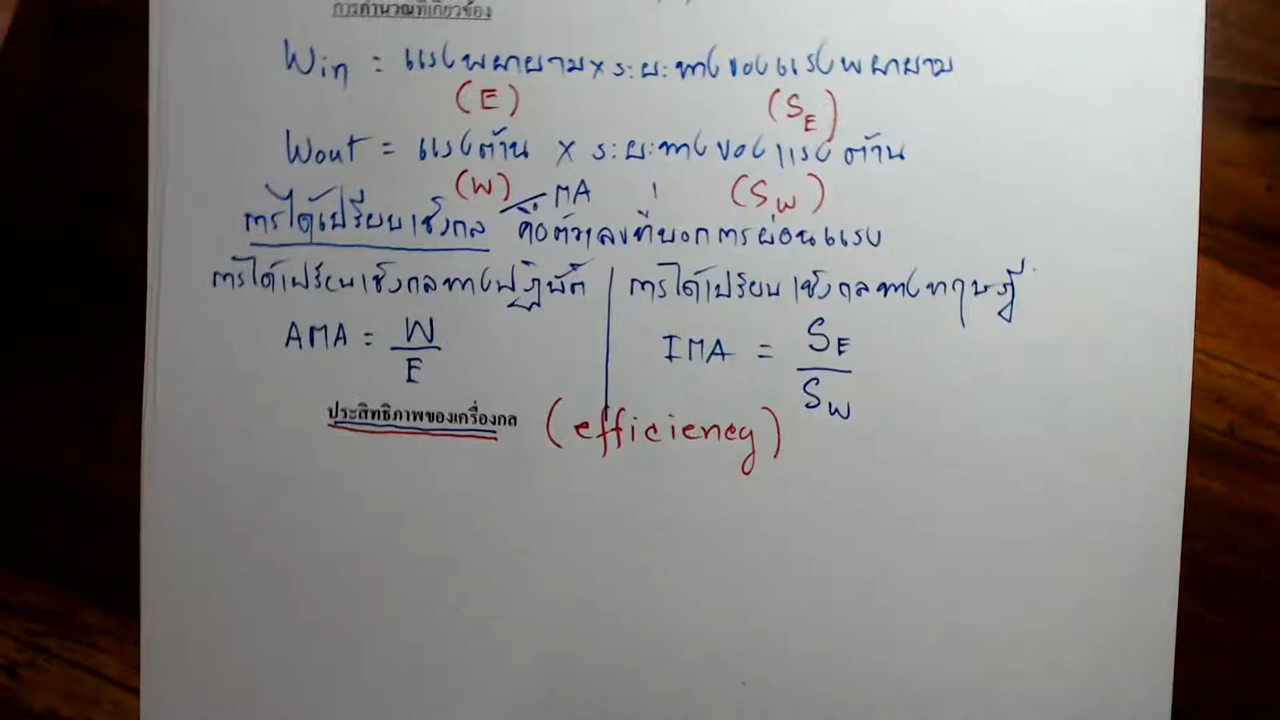 การคำนวณที่เกี่ยวข้อง
Win = แรงพยายาม x ระยะทางของแรงพยายาม
(E) (SE)
Wout = แรงต้าน x ระยะทางของแรงต้าน
(W) MA (SW)
การได้เปรียบเชิงกล คือตัวเลขที่บอกการผ่อนแรง
การได้เปรียบเชิงกลทางปฏิบัติ การได้เปรียบเชิงกลทางทฤษฎี
AMA = W/E IMA = SE/SW
ประสิทธิภาพของเครื่องกล (efficiency)